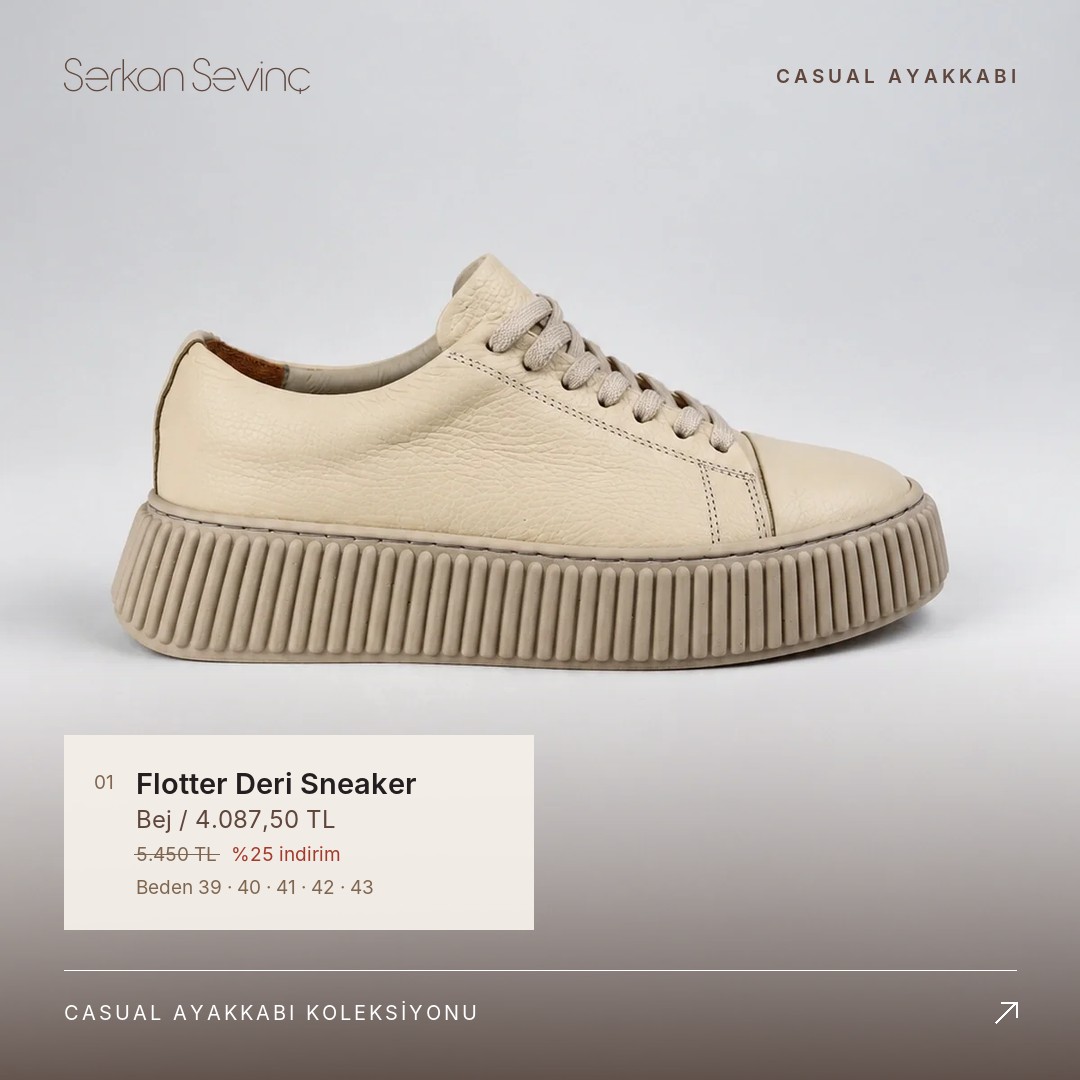 Serkan Sevinç
CASUAL AYAKKABI
01
Flotter Deri Sneaker
Bej / 4.087,50 TL
5.450 TL %25 indirim
Beden 39 · 40 · 41 · 42 · 43
CASUAL AYAKKABI KOLEKSİYONU